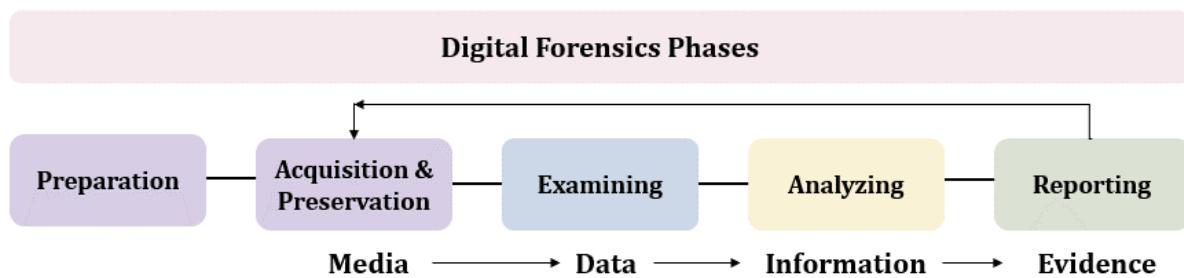 Digital Forensics Phases
Preparation
Acquisition &
Preservation
Examining
Analyzing
Reporting
Media
Data
Information
Evidence